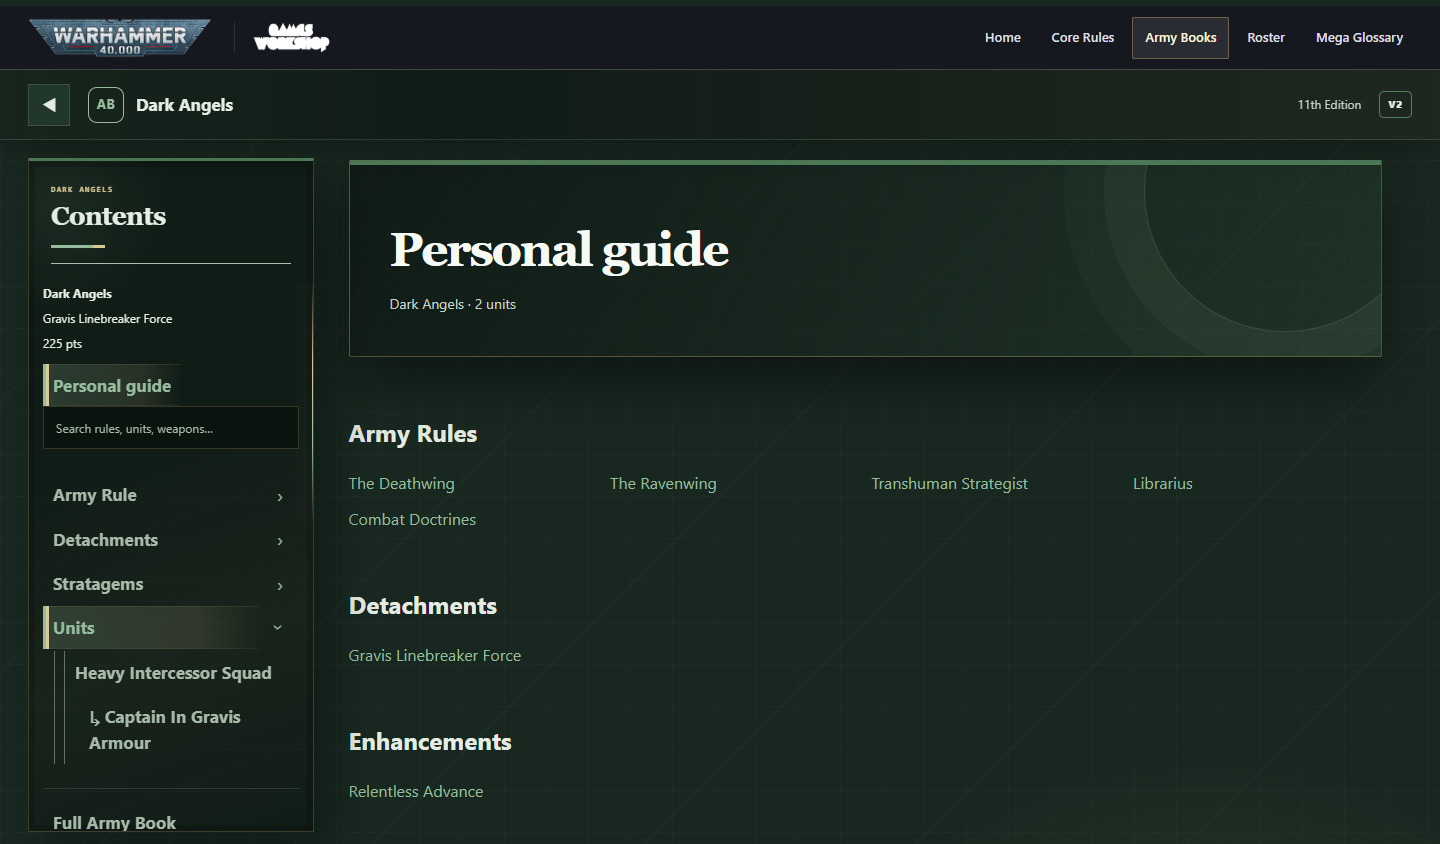 WARHAMMER
40,000
GAMES
WORKSHOP
Home
Core Rules
Army Books
Roster
Mega Glossary
AB
Dark Angels
11th Edition
V2
DARK ANGELS
Contents
Dark Angels
Gravis Linebreaker Force
225 pts
Personal guide
Search rules, units, weapons...
Army Rule
Detachments
Stratagems
Units
Heavy Intercessor Squad
↳ Captain In Gravis
Armour
Full Army Book
Personal guide
Dark Angels · 2 units
Army Rules
The Deathwing
The Ravenwing
Transhuman Strategist
Librarius
Combat Doctrines
Detachments
Gravis Linebreaker Force
Enhancements
Relentless Advance